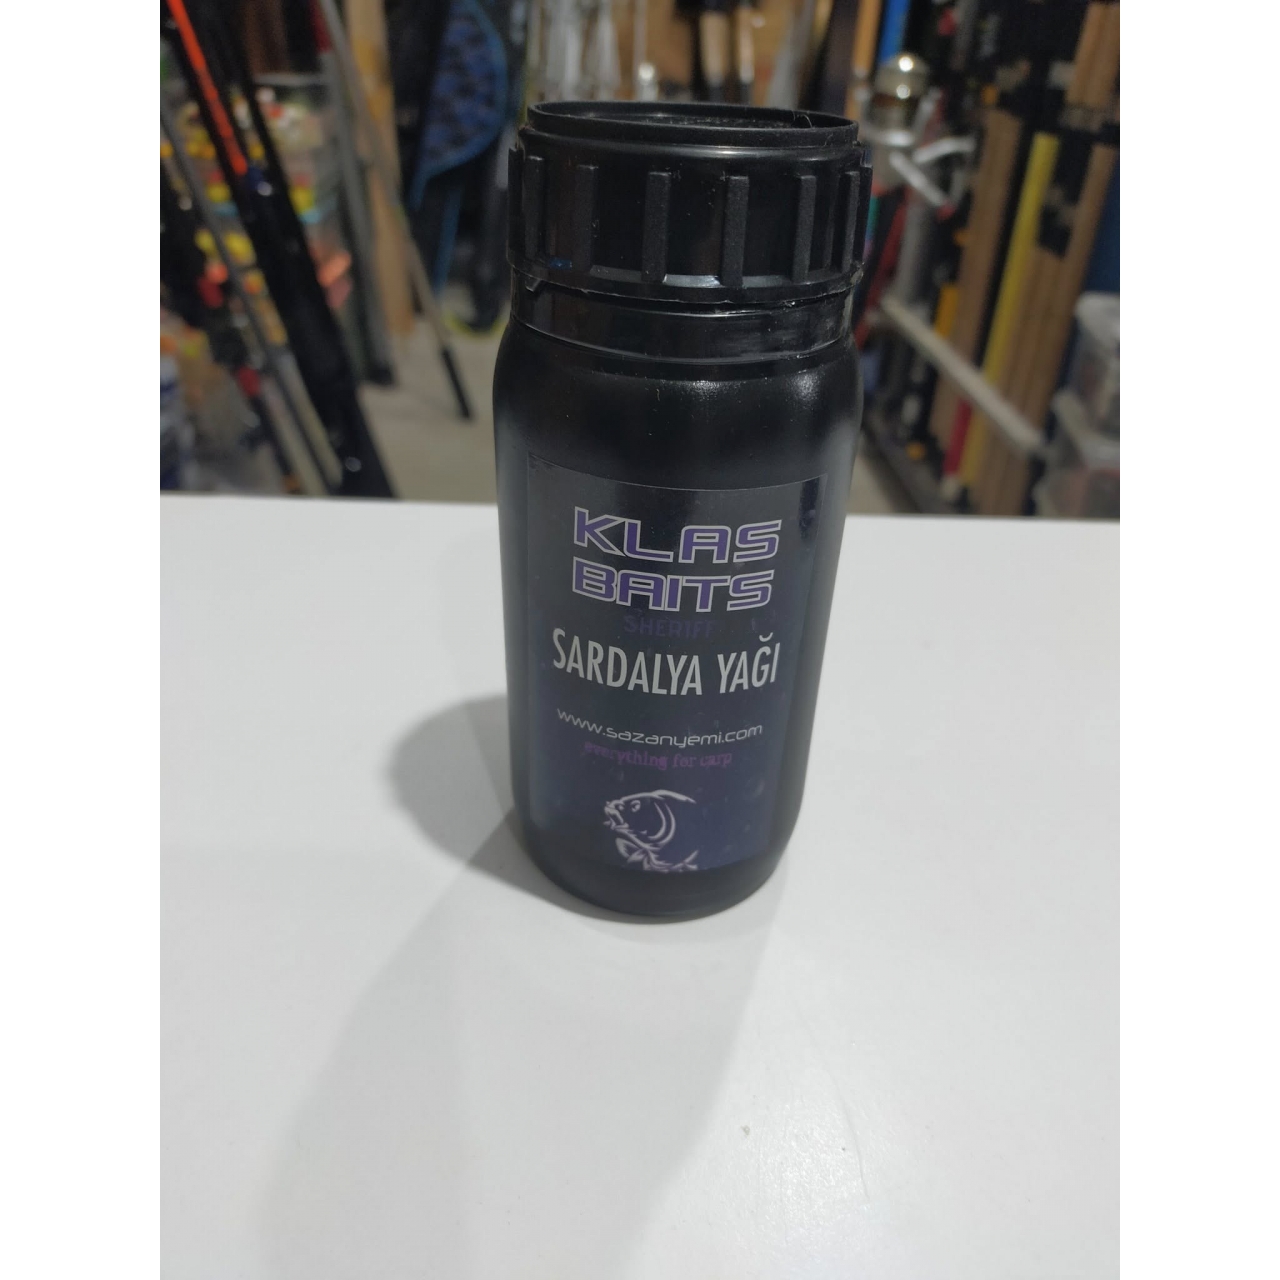 KLAS
BAITS
SHERIFF
SARDALYA YAĞI
www.sazanyemi.com
everything for carp